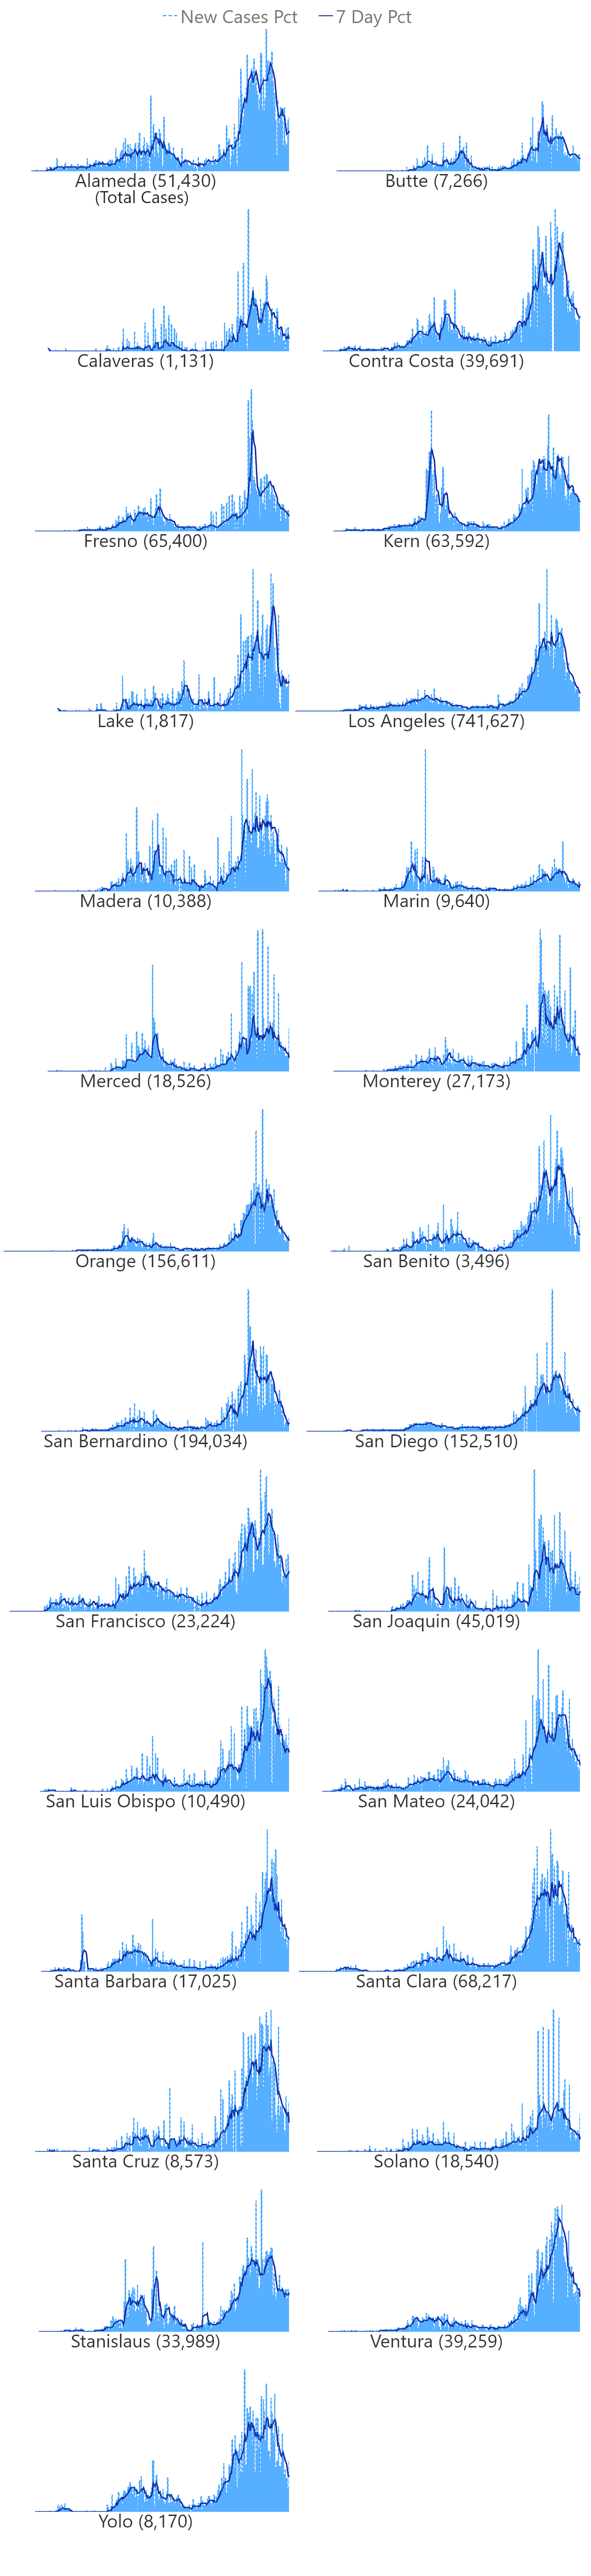 New Cases Pct 7 Day Pct
Alameda (51,430) Butte (7,266)
(Total Cases)
Calaveras (1,131) Contra Costa (39,691)
Fresno (65,400) Kern (63,592)
Lake (1,817) Los Angeles (741,627)
Madera (10,388) Marin (9,640)
Merced (18,526) Monterey (27,173)
Orange (156,611) San Benito (3,496)
San Bernardino (194,034) San Diego (152,510)
San Francisco (23,224) San Joaquin (45,019)
San Luis Obispo (10,490) San Mateo (24,042)
Santa Barbara (17,025) Santa Clara (68,217)
Santa Cruz (8,573) Solano (18,540)
Stanislaus (33,989) Ventura (39,259)
Yolo (8,170)